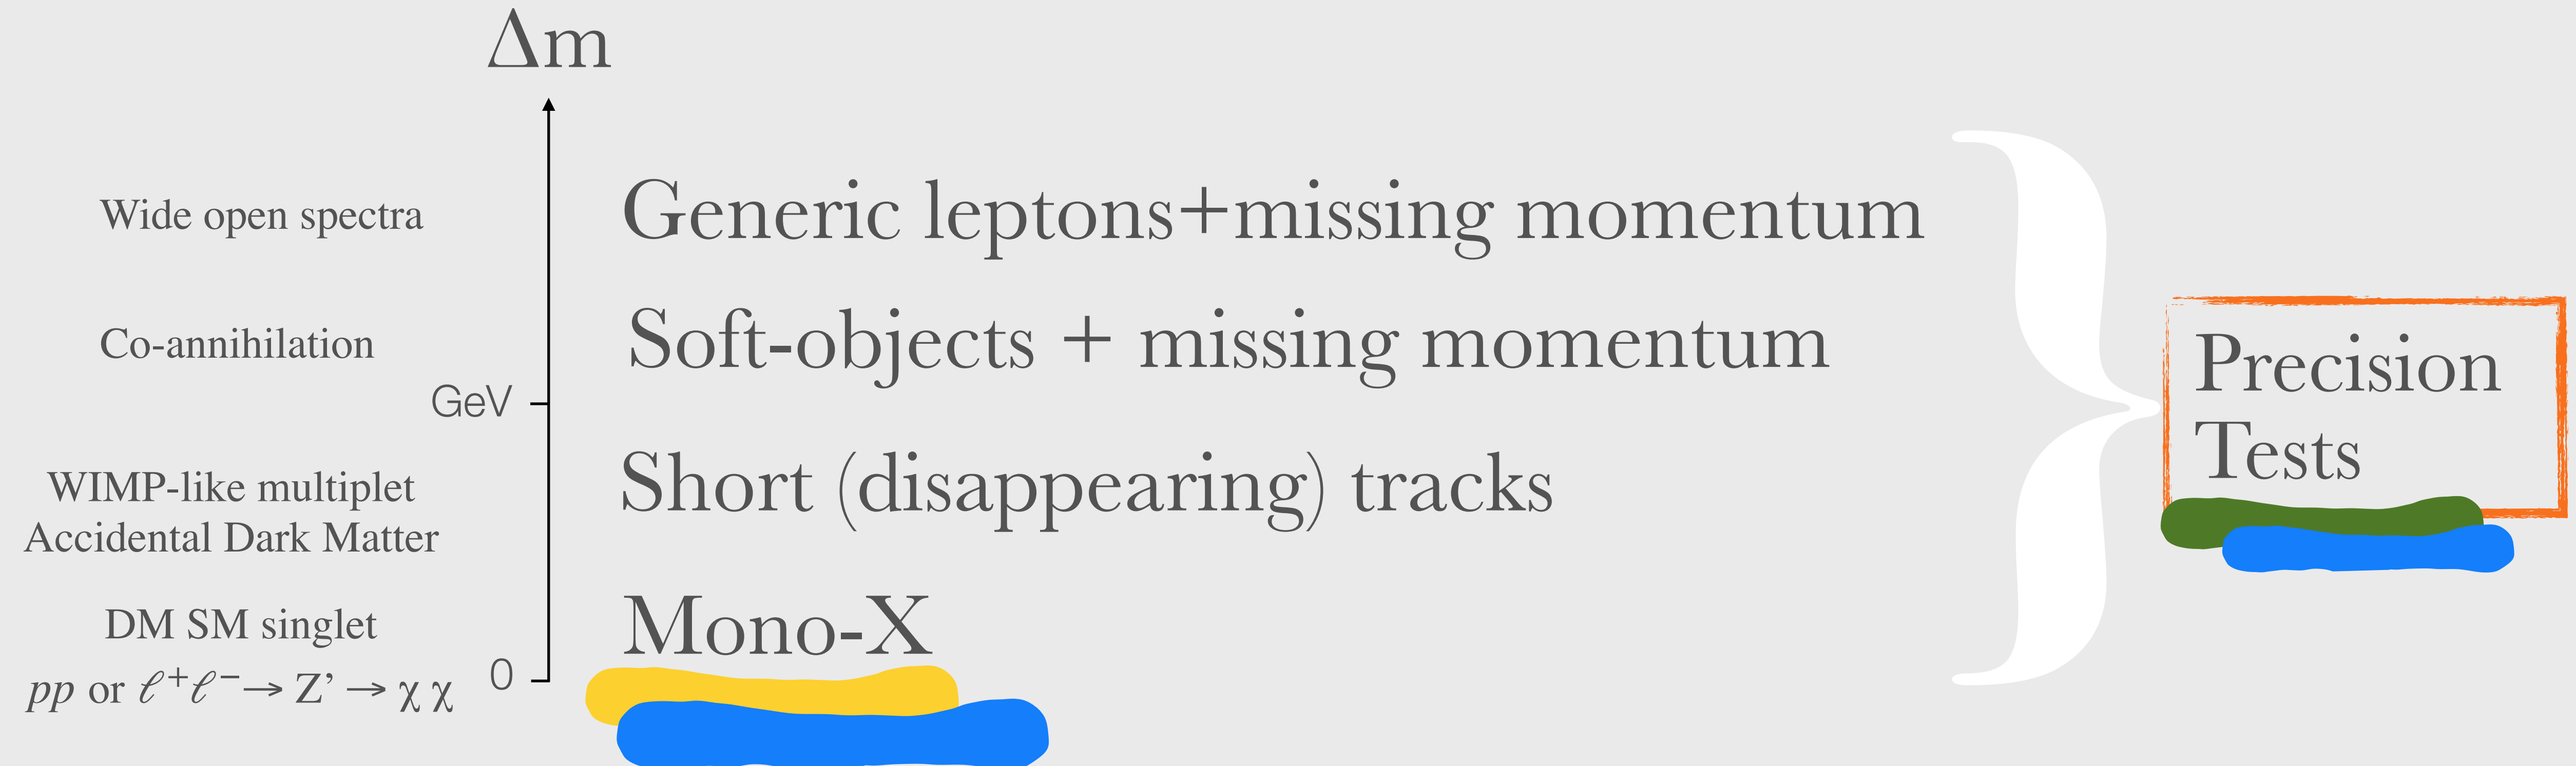 Δm
Wide open spectra
Generic leptons+missing momentum
Co-annihilation
Soft-objects + missing momentum
GeV
WIMP-like multiplet
Accidental Dark Matter
Short (disappearing) tracks
DM SM singlet
pp or ℓ⁺ℓ⁻→ Z’ → χ χ
0
Mono-X
Precision
Tests